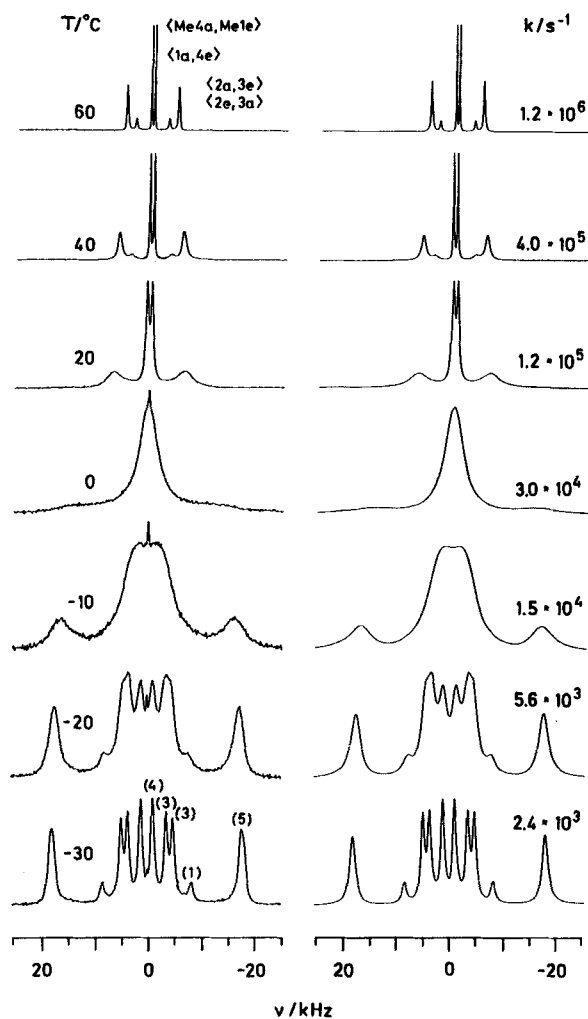 T/°C
⟨Me4a, Me1e⟩
k/s⁻¹
⟨1a, 4e⟩
⟨2a, 3e⟩
⟨2e, 3a⟩
60
1.2 * 10⁶
40
4.0 * 10⁵
20
1.2 * 10⁵
0
3.0 * 10⁴
-10
1.5 * 10⁴
-20
5.6 * 10³
(4)
(3)
(3)
(5)
(1)
-30
2.4 * 10³
20 0 -20 20 0 -20
ν/kHz